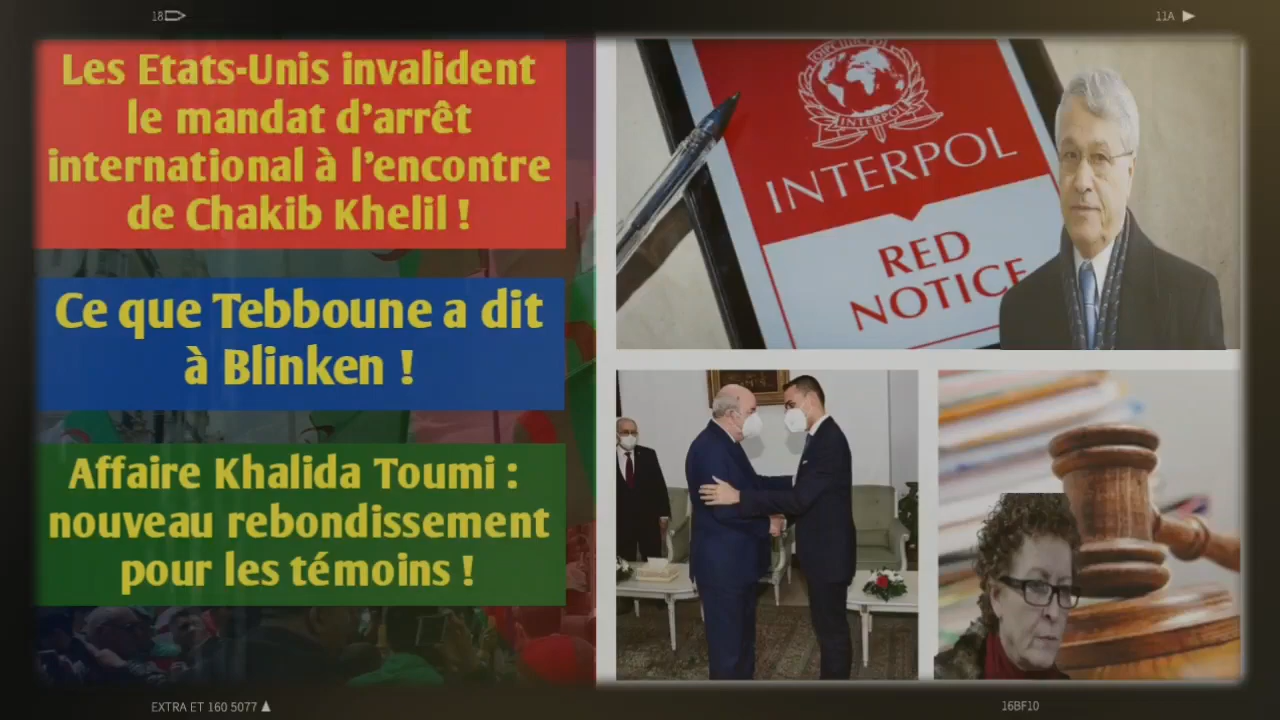 18
11A
Les Etats-Unis invalident
le mandat d'arrêt
international à l'encontre
de Chakib Khelil !
Ce que Tebboune a dit
à Blinken !
Affaire Khalida Toumi :
nouveau rebondissement
pour les témoins !
INTERPOL
INTERPOL
RED
NOTICE
EXTRA ET 160 5077
16BF10